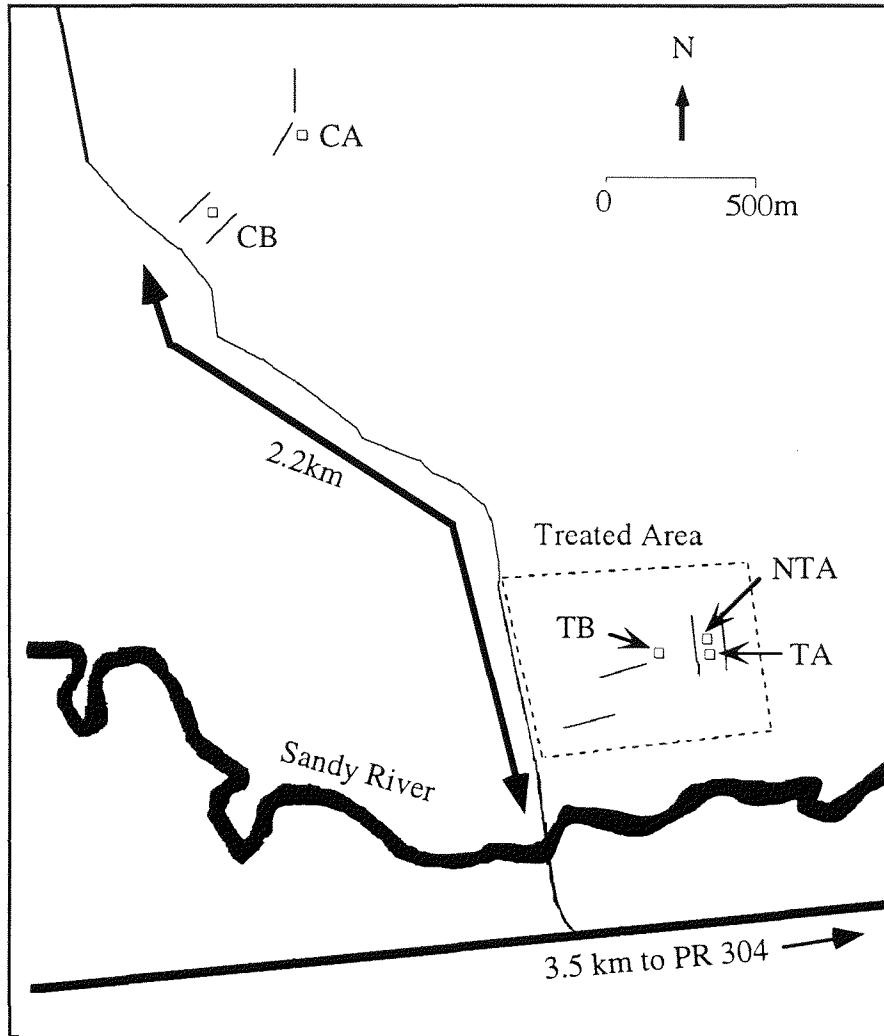 N
CA
0 500m
CB
2.2km
Treated Area
NTA
TB
TA
Sandy River
3.5 km to PR 304